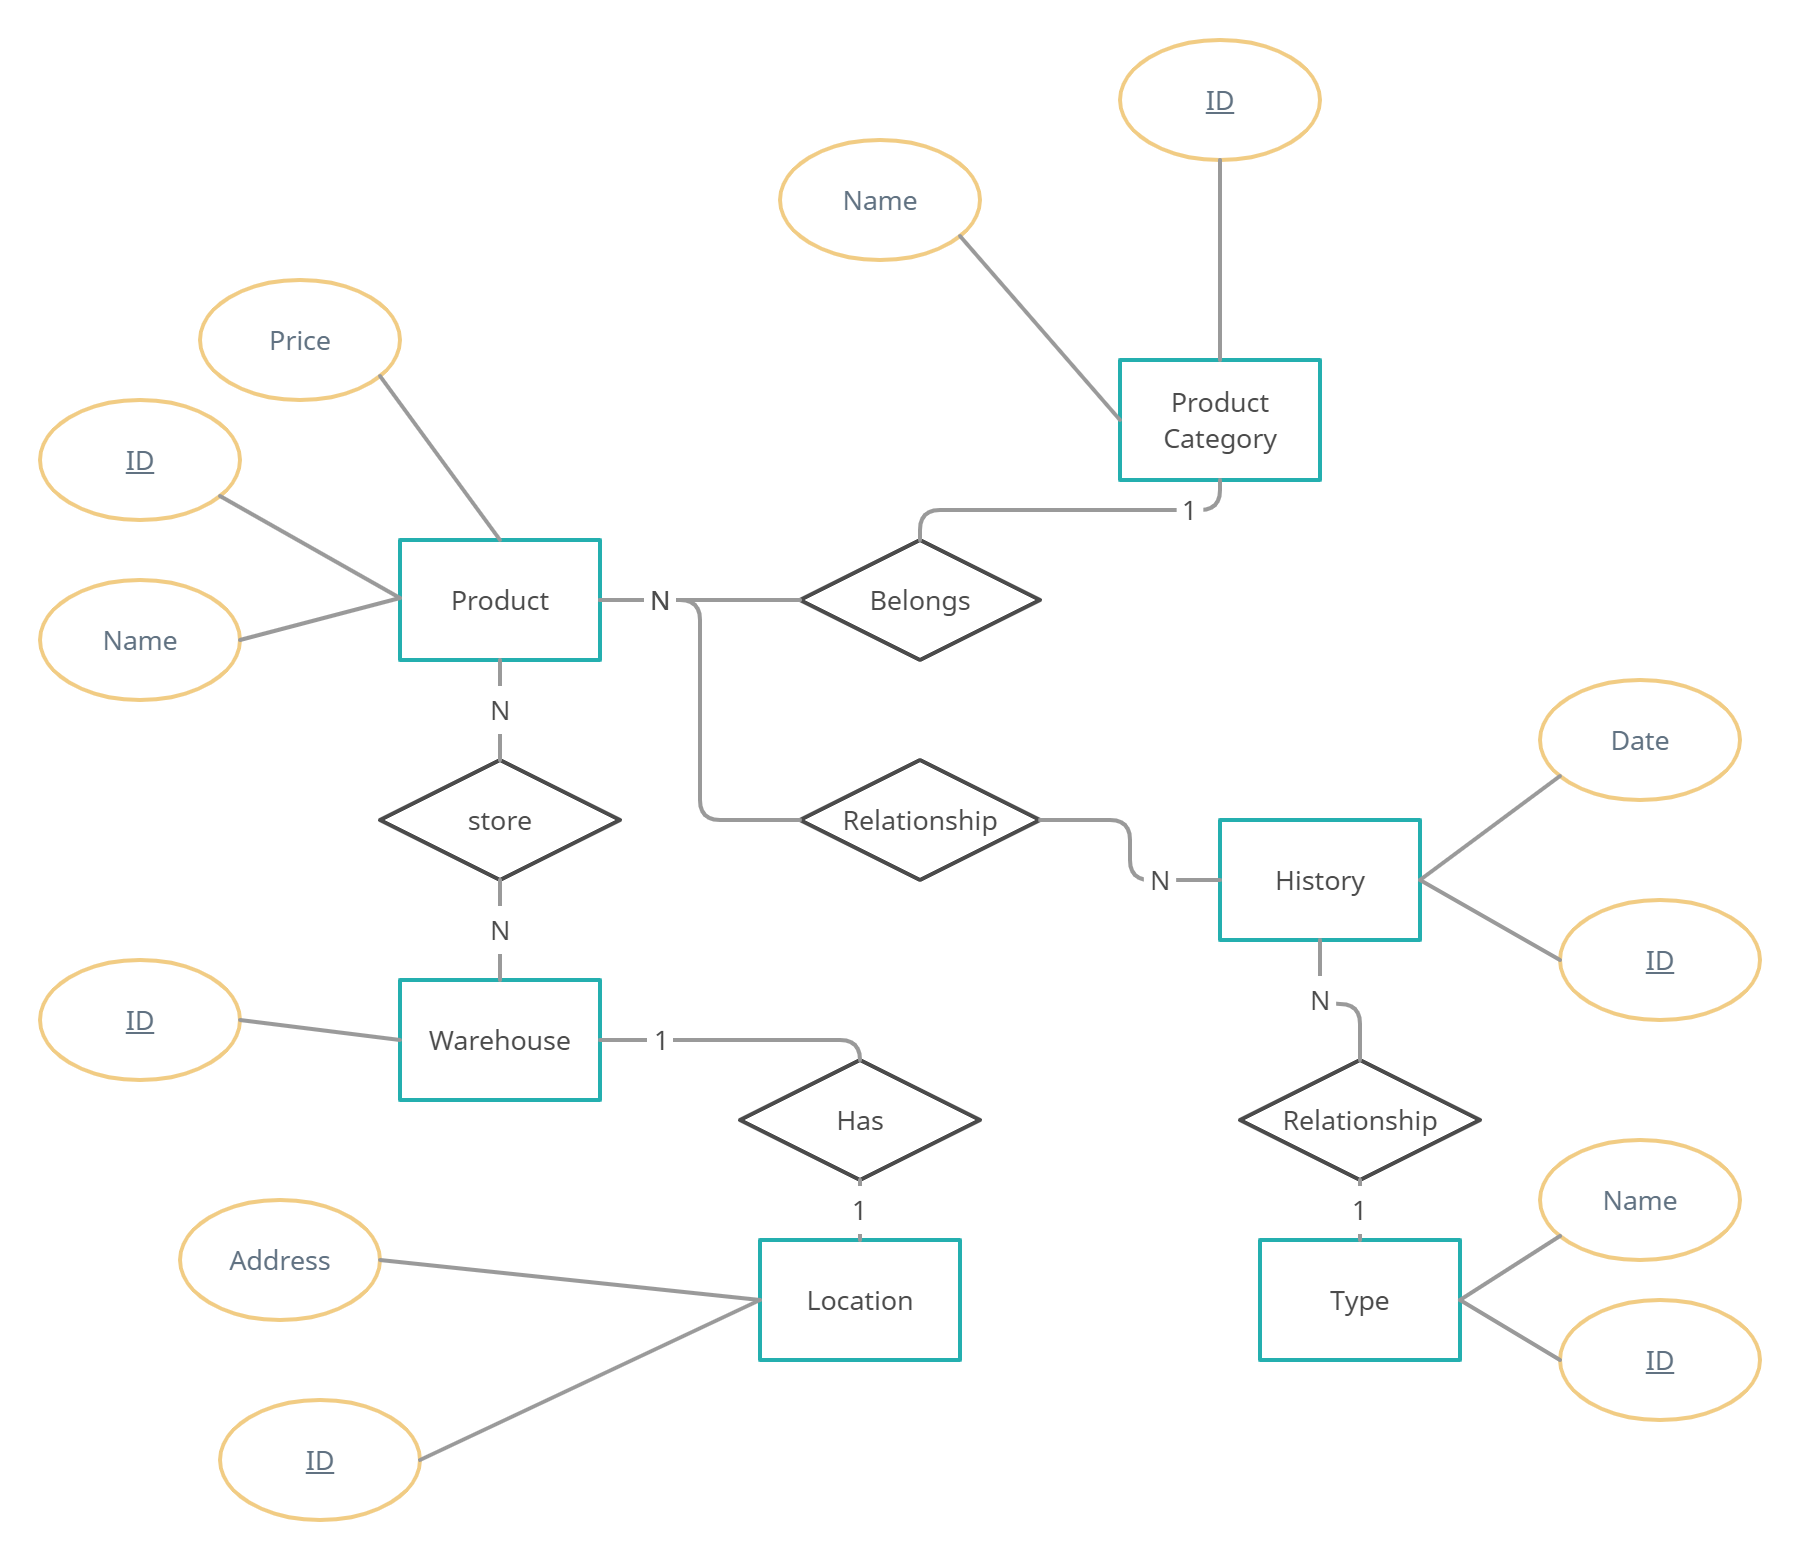 ID
Name
Price
Product
Category
ID
1
Product
N
Belongs
Name
N
Date
store
Relationship
N
History
N
ID
N
ID
Warehouse
1
Has
Relationship
1
1
Name
Address
Location
Type
ID
ID